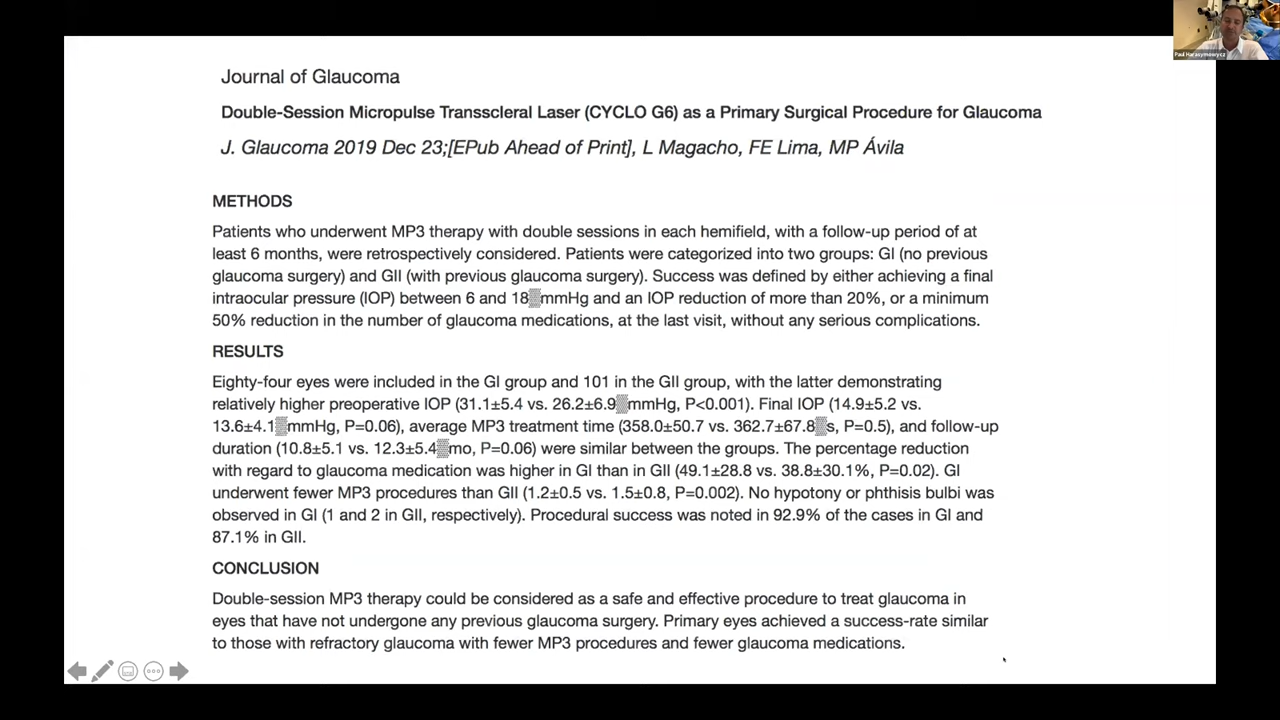 Paul Harasymowycz
Journal of Glaucoma
Double-Session Micropulse Transscleral Laser (CYCLO G6) as a Primary Surgical Procedure for Glaucoma
J. Glaucoma 2019 Dec 23;[EPub Ahead of Print], L Magacho, FE Lima, MP Ávila
METHODS
Patients who underwent MP3 therapy with double sessions in each hemifield, with a follow-up period of at
least 6 months, were retrospectively considered. Patients were categorized into two groups: GI (no previous
glaucoma surgery) and GII (with previous glaucoma surgery). Success was defined by either achieving a final
intraocular pressure (IOP) between 6 and 18▒mmHg and an IOP reduction of more than 20%, or a minimum
50% reduction in the number of glaucoma medications, at the last visit, without any serious complications.
RESULTS
Eighty-four eyes were included in the GI group and 101 in the GII group, with the latter demonstrating
relatively higher preoperative IOP (31.1±5.4 vs. 26.2±6.9▒mmHg, P<0.001). Final IOP (14.9±5.2 vs.
13.6±4.1▒mmHg, P=0.06), average MP3 treatment time (358.0±50.7 vs. 362.7±67.8▒s, P=0.5), and follow-up
duration (10.8±5.1 vs. 12.3±5.4▒mo, P=0.06) were similar between the groups. The percentage reduction
with regard to glaucoma medication was higher in GI than in GII (49.1±28.8 vs. 38.8±30.1%, P=0.02). GI
underwent fewer MP3 procedures than GII (1.2±0.5 vs. 1.5±0.8, P=0.002). No hypotony or phthisis bulbi was
observed in GI (1 and 2 in GII, respectively). Procedural success was noted in 92.9% of the cases in GI and
87.1% in GII.
CONCLUSION
Double-session MP3 therapy could be considered as a safe and effective procedure to treat glaucoma in
eyes that have not undergone any previous glaucoma surgery. Primary eyes achieved a success-rate similar
to those with refractory glaucoma with fewer MP3 procedures and fewer glaucoma medications.